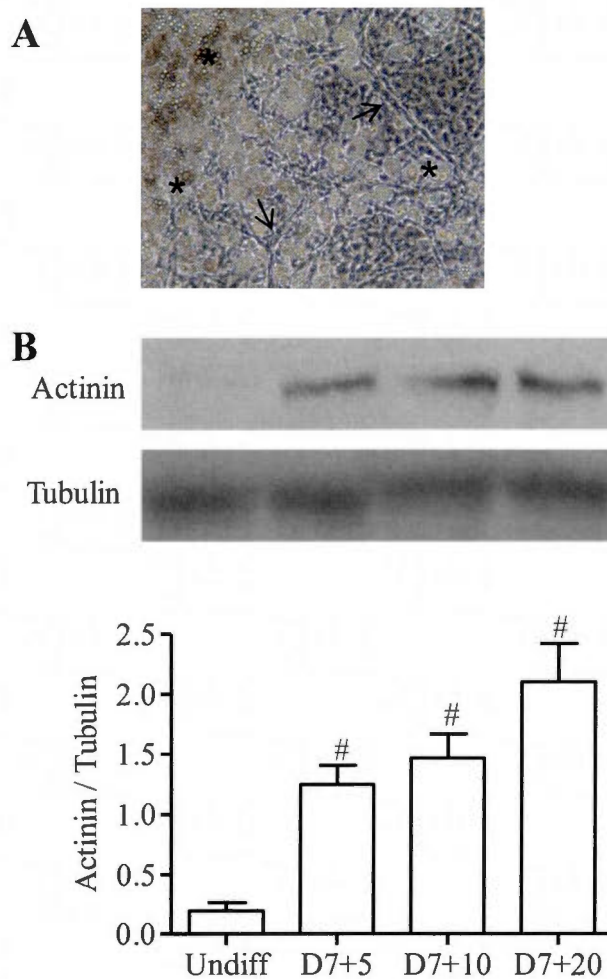 A
*
*
*
B
Actinin
Tubulin
Actinin / Tubulin
2.5
2.0
1.5
1.0
0.5
0.0
#
#
#
Undiff D7+5 D7+10 D7+20